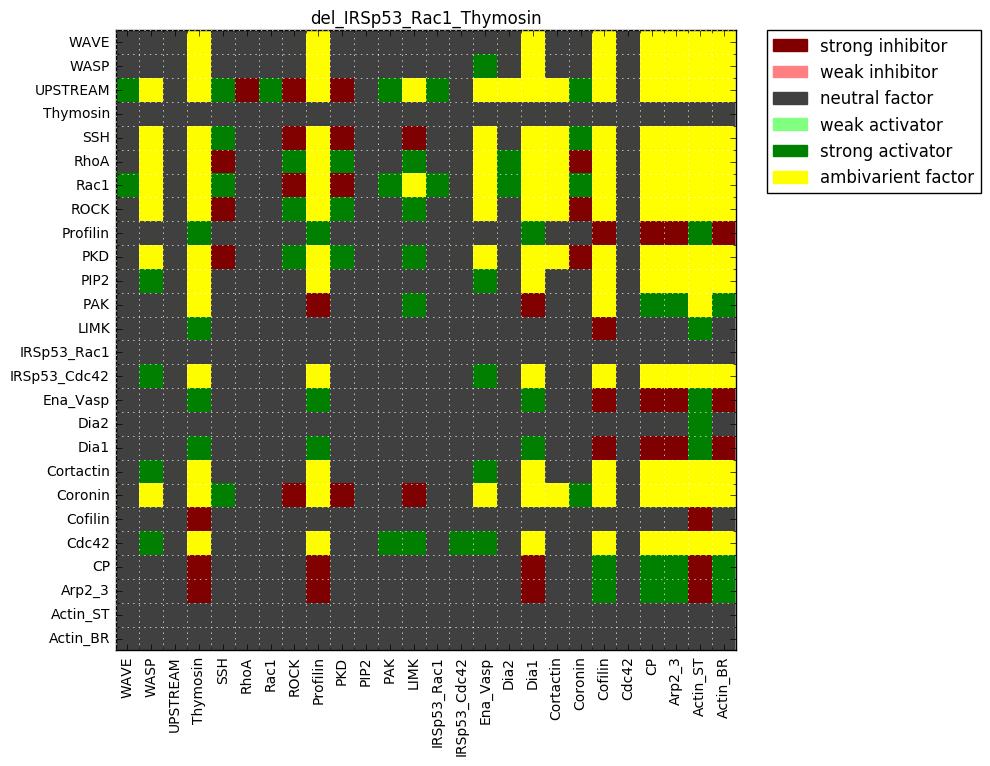 del_IRSp53_Rac1_Thymosin
WAVE
WASP
UPSTREAM
Thymosin
SSH
RhoA
Rac1
ROCK
Profilin
PKD
PIP2
PAK
LIMK
IRSp53_Rac1
IRSp53_Cdc42
Ena_Vasp
Dia2
Dia1
Cortactin
Coronin
Cofilin
Cdc42
CP
Arp2_3
Actin_ST
Actin_BR
WAVE
WASP
UPSTREAM
Thymosin
SSH
RhoA
Rac1
ROCK
Profilin
PKD
PIP2
PAK
LIMK
IRSp53_Rac1
IRSp53_Cdc42
Ena_Vasp
Dia2
Dia1
Cortactin
Coronin
Cofilin
Cdc42
CP
Arp2_3
Actin_ST
Actin_BR
strong inhibitor
weak inhibitor
neutral factor
weak activator
strong activator
ambivarient factor